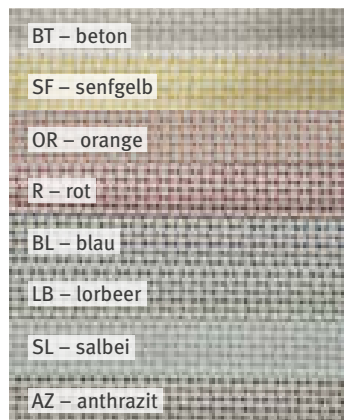 BT – beton
SF – senfgelb
OR – orange
R – rot
BL – blau
LB – lorbeer
SL – salbei
AZ – anthrazit